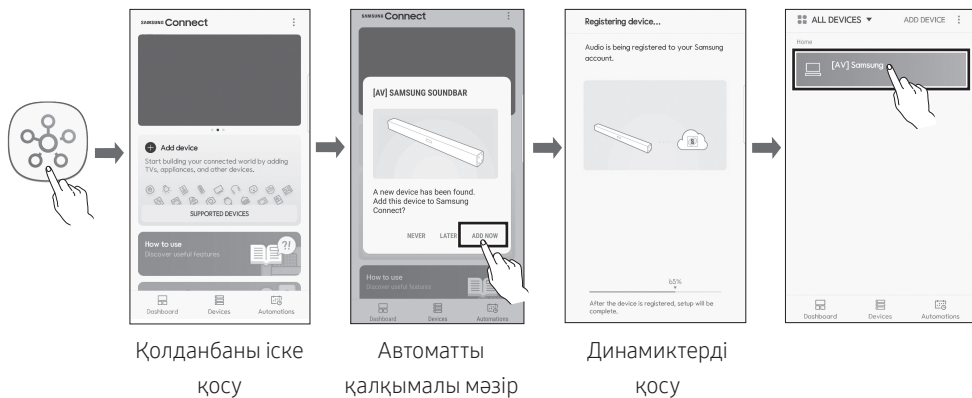 SAMSUNG Connect
Add device
Start building your connected world by adding
TVs, appliances, and other devices.
SUPPORTED DEVICES
How to use
Discover useful features
Dashboard Devices Automations
Қолданбаны іске
қосу
SAMSUNG Connect
[AV] SAMSUNG SOUNDBAR
A new device has been found.
Add this device to Samsung
Connect?
NEVER LATER ADD NOW
How to use
Discover useful features
Dashboard Devices Automations
Автоматты
қалқымалы мәзір
Registering device...
Audio is being registered to your Samsung
account.
S
65%
After the device is registered, setup will be
complete.
Динамиктерді
қосу
ALL DEVICES ▼ ADD DEVICE
Home
[AV] Samsung
Dashboard Devices Automations